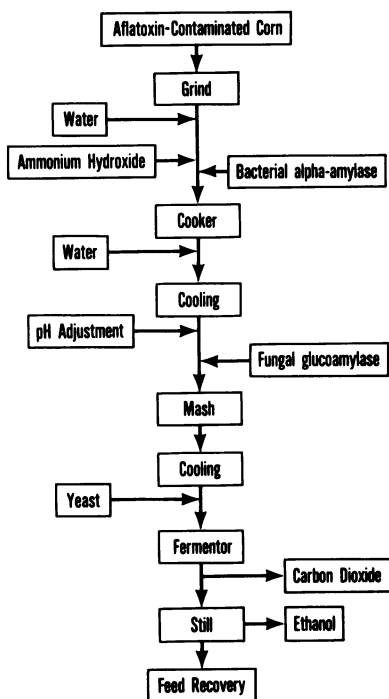 Aflatoxin-Contaminated Corn
Grind
Water
Ammonium Hydroxide
Bacterial alpha-amylase
Cooker
Water
Cooling
pH Adjustment
Fungal glucoamylase
Mash
Cooling
Yeast
Fermentor
Carbon Dioxide
Still
Ethanol
Feed Recovery